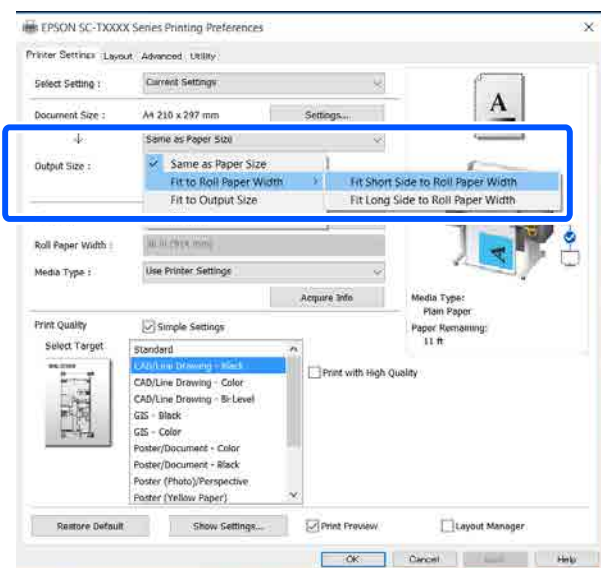 EPSON SC-TXXXX Series Printing Preferences
Printer Settings Layout Advanced Utility
Select Setting : Current Settings
Document Size : A4 210 x 297 mm Settings...
Same as Paper Size
Output Size : Same as Paper Size
Fit to Roll Paper Width Fit Short Side to Roll Paper Width
Fit to Output Size Fit Long Side to Roll Paper Width
A
Roll Paper Width :
Media Type : Use Printer Settings
Acquire Info
Media Type:
Plain Paper
Paper Remaining:
11 ft
Print Quality Simple Settings
Select Target
Standard
CAD/Line Drawing - Black
CAD/Line Drawing - Color
CAD/Line Drawing - Bi-Level
GIS - Black
GIS - Color
Poster/Document - Color
Poster/Document - Black
Poster (Photo)/Perspective
Poster (Yellow Paper)
Print with High Quality
Restore Default Show Settings... Print Preview Layout Manager
OK Cancel Help